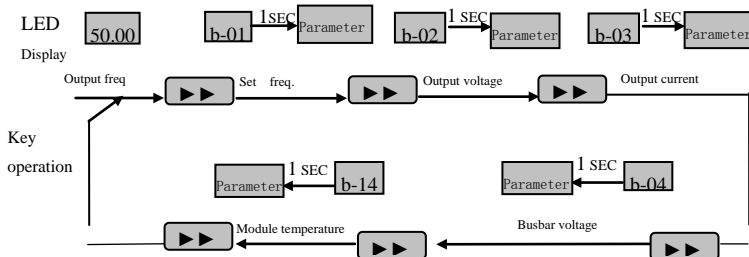 LED
Display
50.00
b-01
1SEC
Parameter
b-02
1 SEC
Parameter
b-03
1 SEC
Parameter
Output freq
Set freq.
Output voltage
Output current
Key
operation
Parameter
1 SEC
b-14
Parameter
1 SEC
b-04
Module temperature
Busbar voltage